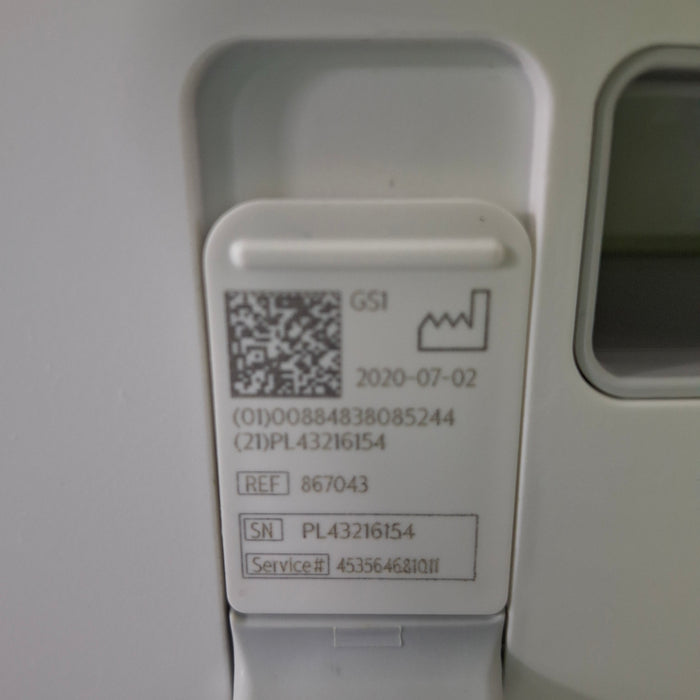 GS1
2020-07-02
(01)00884838085244
(21)PL43216154
REF 867043
SN PL43216154
Service# 453564681011